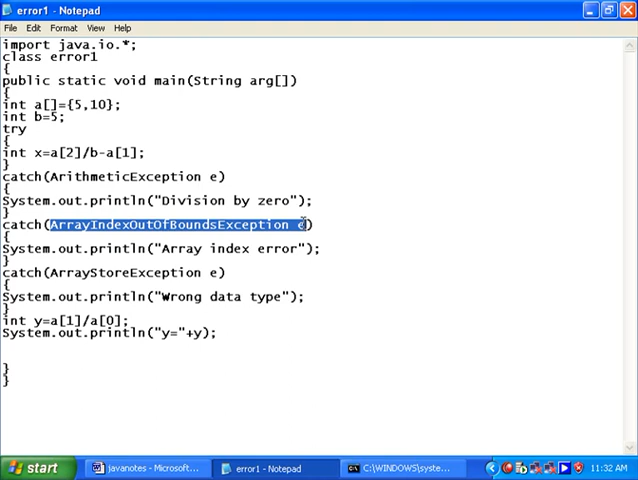 error1 - Notepad
File Edit Format View Help
import java.io.*;
class error1
{
public static void main(String arg[])
{
int a[]={5,10};
int b=5;
try
{
int x=a[2]/b-a[1];
}
catch(ArithmeticException e)
{
System.out.println("Division by zero");
}
catch(ArrayIndexOutOfBoundsException e)
{
System.out.println("Array index error");
}
catch(ArrayStoreException e)
{
System.out.println("Wrong data type");
}
int y=a[1]/a[0];
System.out.println("y="+y);
}
}
start javanotes - Microsoft... error1 - Notepad C:\WINDOWS\syste... 11:32 AM